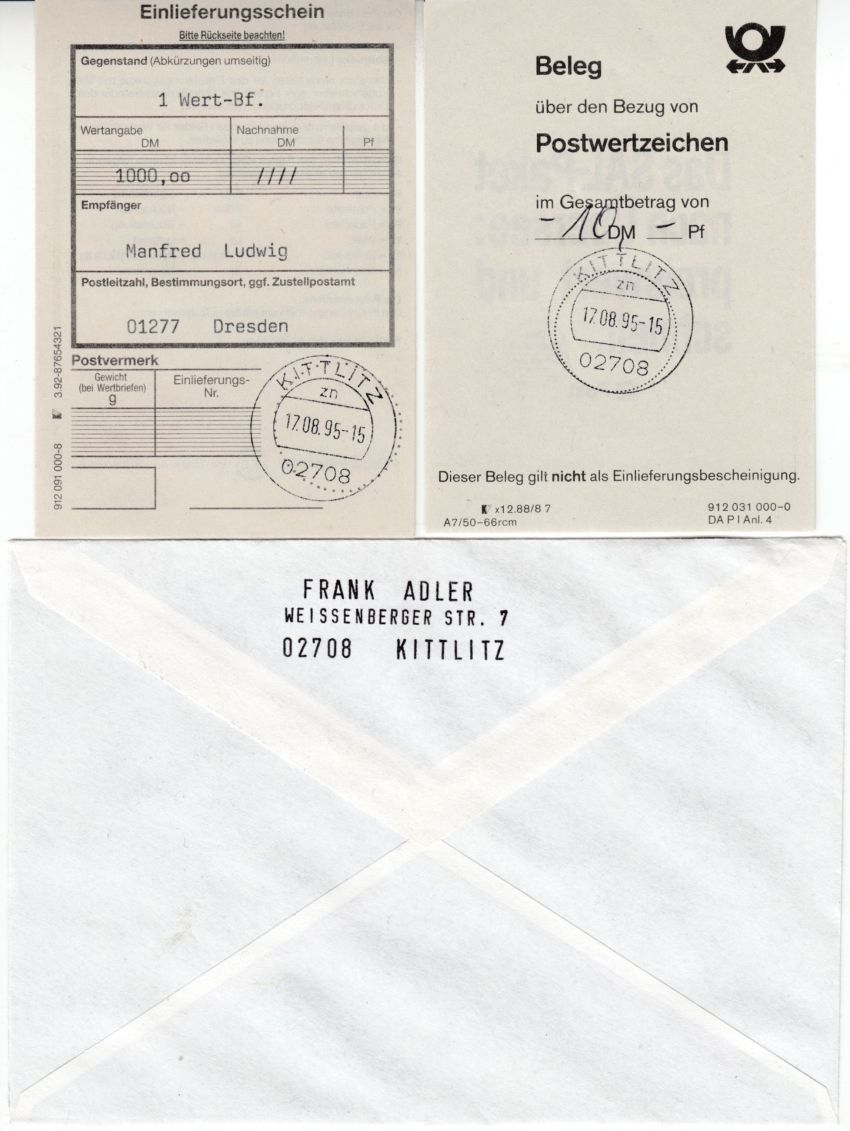 Einlieferungsschein
Bitte Rückseite beachten!
Gegenstand (Abkürzungen umseitig)
1 Wert-Bf.
Wertangabe
DM
Nachnahme
DM
Pf
1000,oo
////
Empfänger
Manfred Ludwig
Postleitzahl, Bestimmungsort, ggf. Zustellpostamt
01277 Dresden
Postvermerk
Gewicht
(bei Wertbriefen)
g
Einlieferungs-
Nr.
KITTLITZ
zn
17.08.95-15
02708
912 091 000-8
3.92-87654321
Beleg
über den Bezug von
Postwertzeichen
im Gesamtbetrag von
-10,- DM — Pf
KITTLITZ
zn
17.08.95-15
02708
Dieser Beleg gilt nicht als Einlieferungsbescheinigung.
x12.88/8 7
A7/50-66rcm
912 031 000-0
DA P I Anl. 4
FRANK ADLER
WEISSENBERGER STR. 7
02708 KITTLITZ